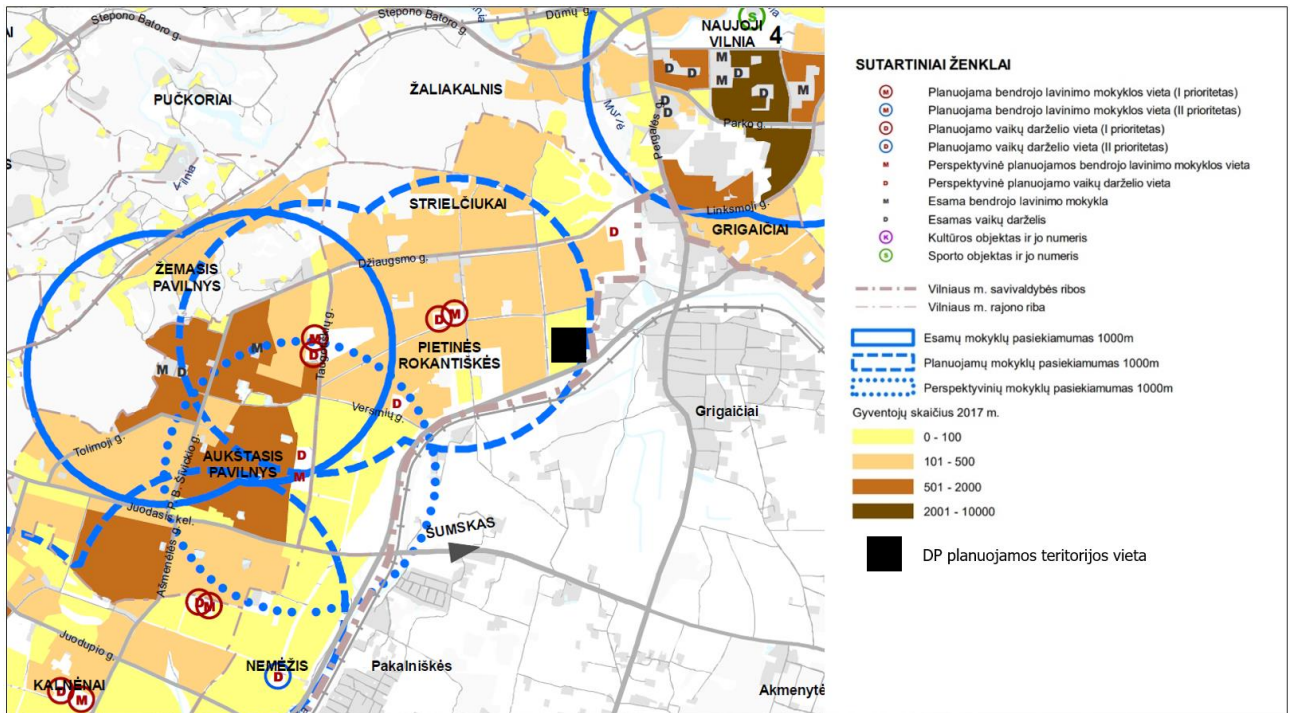 Stepono Batoro g.
Stepono Batoro g.
Dūmų g.
NAUJOJI
VILNIA 4
S
M
D
D
M
M
D
D
M
M
D
D
Parko g.
Pergalės g.
Linksmoji g.
GRIGAIČIAI
PUČKORIAI
ŽALIAKALNIS
STRIELČIUKAI
Džiaugsmo g.
D
ŽEMASIS
PAVILNYS
M
M
D
M
D
D
M
PIETINĖS
ROKANTIŠKĖS
Versmių g.
D
Grigaičiai
Tolimoji g.
AUKŠTASIS
PAVILNYS
D
M
Juodasis kel.
Ašmenėlės g.
ŠUMSKAS
D
M
Juodupio g.
NEMĖŽIS
D
Pakalniškės
KALNĖNAI
D
M
Akmenytė
SUTARTINIAI ŽENKLAI
M Planuojama bendrojo lavinimo mokyklos vieta (I prioritetas)
M Planuojama bendrojo lavinimo mokyklos vieta (II prioritetas)
D Planuojamo vaikų darželio vieta (I prioritetas)
D Planuojamo vaikų darželio vieta (II prioritetas)
M Perspektyvinė planuojamos bendrojo lavinimo mokyklos vieta
D Perspektyvinė planuojamo vaikų darželio vieta
M Esama bendrojo lavinimo mokykla
D Esamas vaikų darželis
K Kultūros objektas ir jo numeris
S Sporto objektas ir jo numeris
Vilniaus m. savivaldybės ribos
Vilniaus m. rajono riba
Esamų mokyklų pasiekiamumas 1000m
Planuojamų mokyklų pasiekiamumas 1000m
Perspektyvinių mokyklų pasiekiamumas 1000m
Gyventojų skaičius 2017 m.
0 - 100
101 - 500
501 - 2000
2001 - 10000
DP planuojamos teritorijos vieta